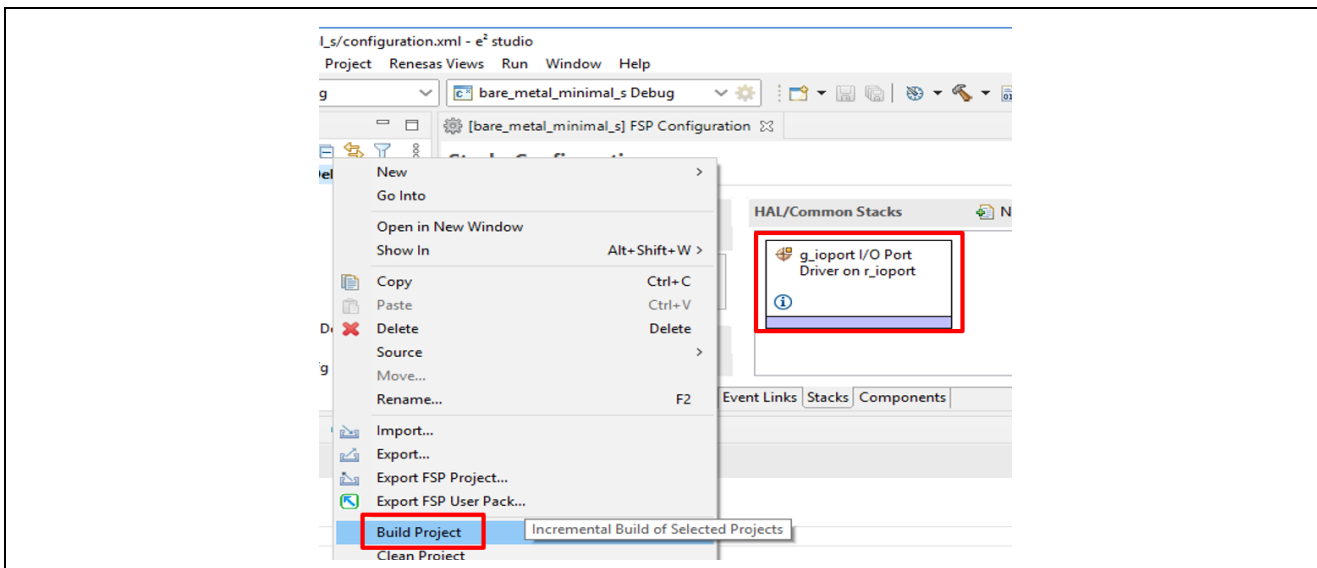 l_s/configuration.xml - e² studio
Project Renesas Views Run Window Help
g
bare_metal_minimal_s Debug
[bare_metal_minimal_s] FSP Configuration
New
Go Into
Open in New Window
Show In Alt+Shift+W >
Copy Ctrl+C
Paste Ctrl+V
Delete Delete
Source
Move...
Rename... F2
Import...
Export...
Export FSP Project...
Export FSP User Pack...
Build Project
Incremental Build of Selected Projects
Clean Project
HAL/Common Stacks
N
g_ioport I/O Port
Driver on r_ioport
Event Links Stacks Components